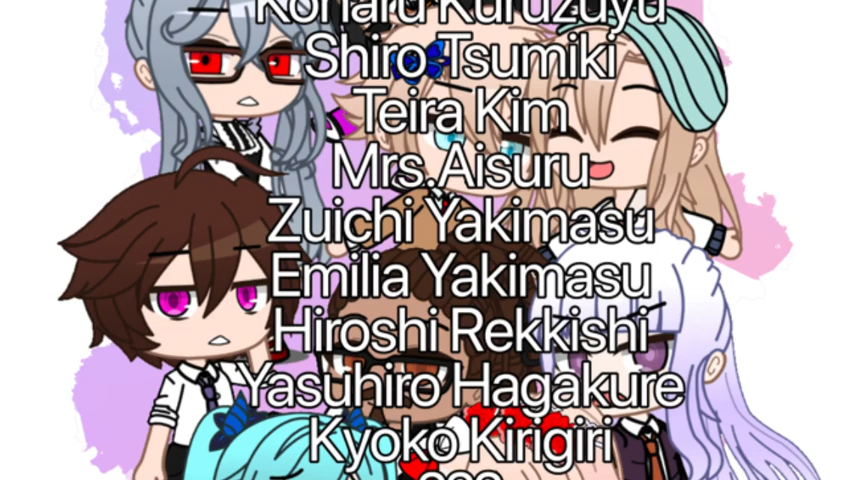 Koharu Kuruzuyu
Shiro Tsumiki
Teira Kim
Mrs.Aisuru
Zuichi Yakimasu
Emilia Yakimasu
Hiroshi Rekkishi
Yasuhiro Hagakure
Kyoko Kirigiri